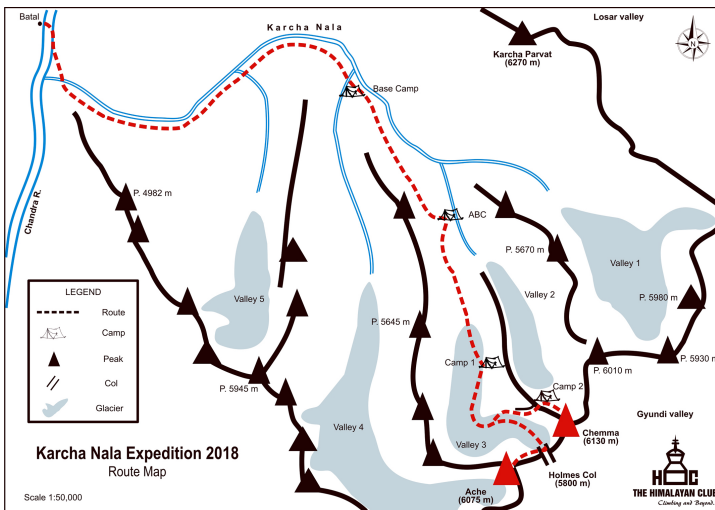 Batal
Karcha Nala
Losar valley
Karcha Parvat
(6270 m)
N
Base Camp
P. 4982 m
ABC
Chandra R.
P. 5670 m
Valley 1
LEGEND
Route
Camp
Peak
Col
Glacier
Valley 5
Valley 2
P. 5980 m
P. 5645 m
Camp 1
P. 5930 m
P. 6010 m
P. 5945 m
Camp 2
Valley 4
Valley 3
Chemma
(6130 m)
Gyundi valley
Karcha Nala Expedition 2018
Route Map
Holmes Col
(5800 m)
Ache
(6075 m)
Scale 1:50,000
HC
THE HIMALAYAN CLUB
Climbing and Beyond.